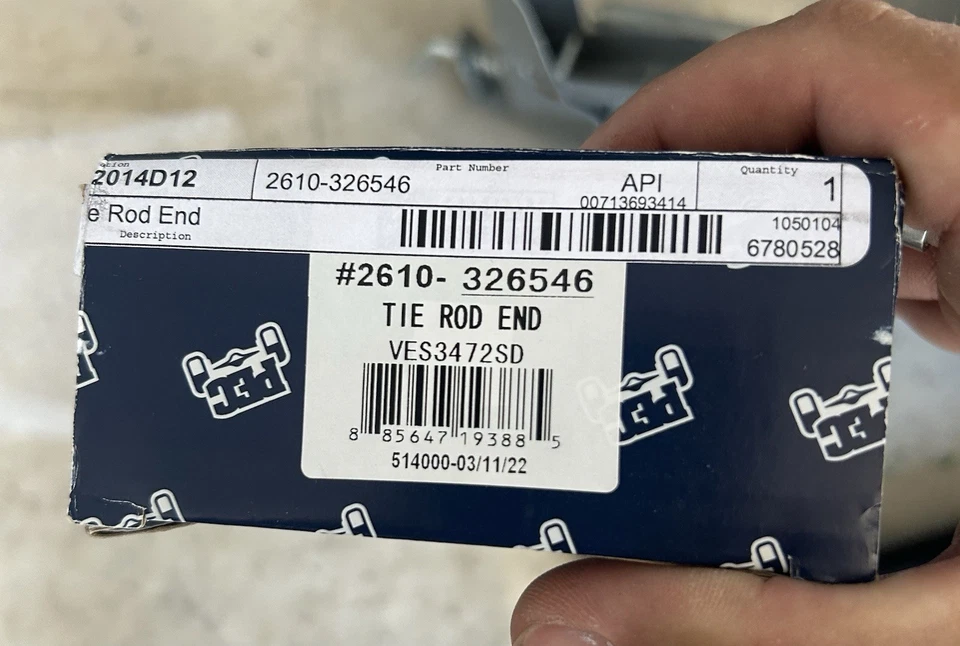 ation
2014D12
Part Number
2610-326546
API
00713693414
Quantity
1
e Rod End
Description
1050104
6780528
#2610- 326546
TIE ROD END
VES3472SD
8 85647 19388 5
514000-03/11/22